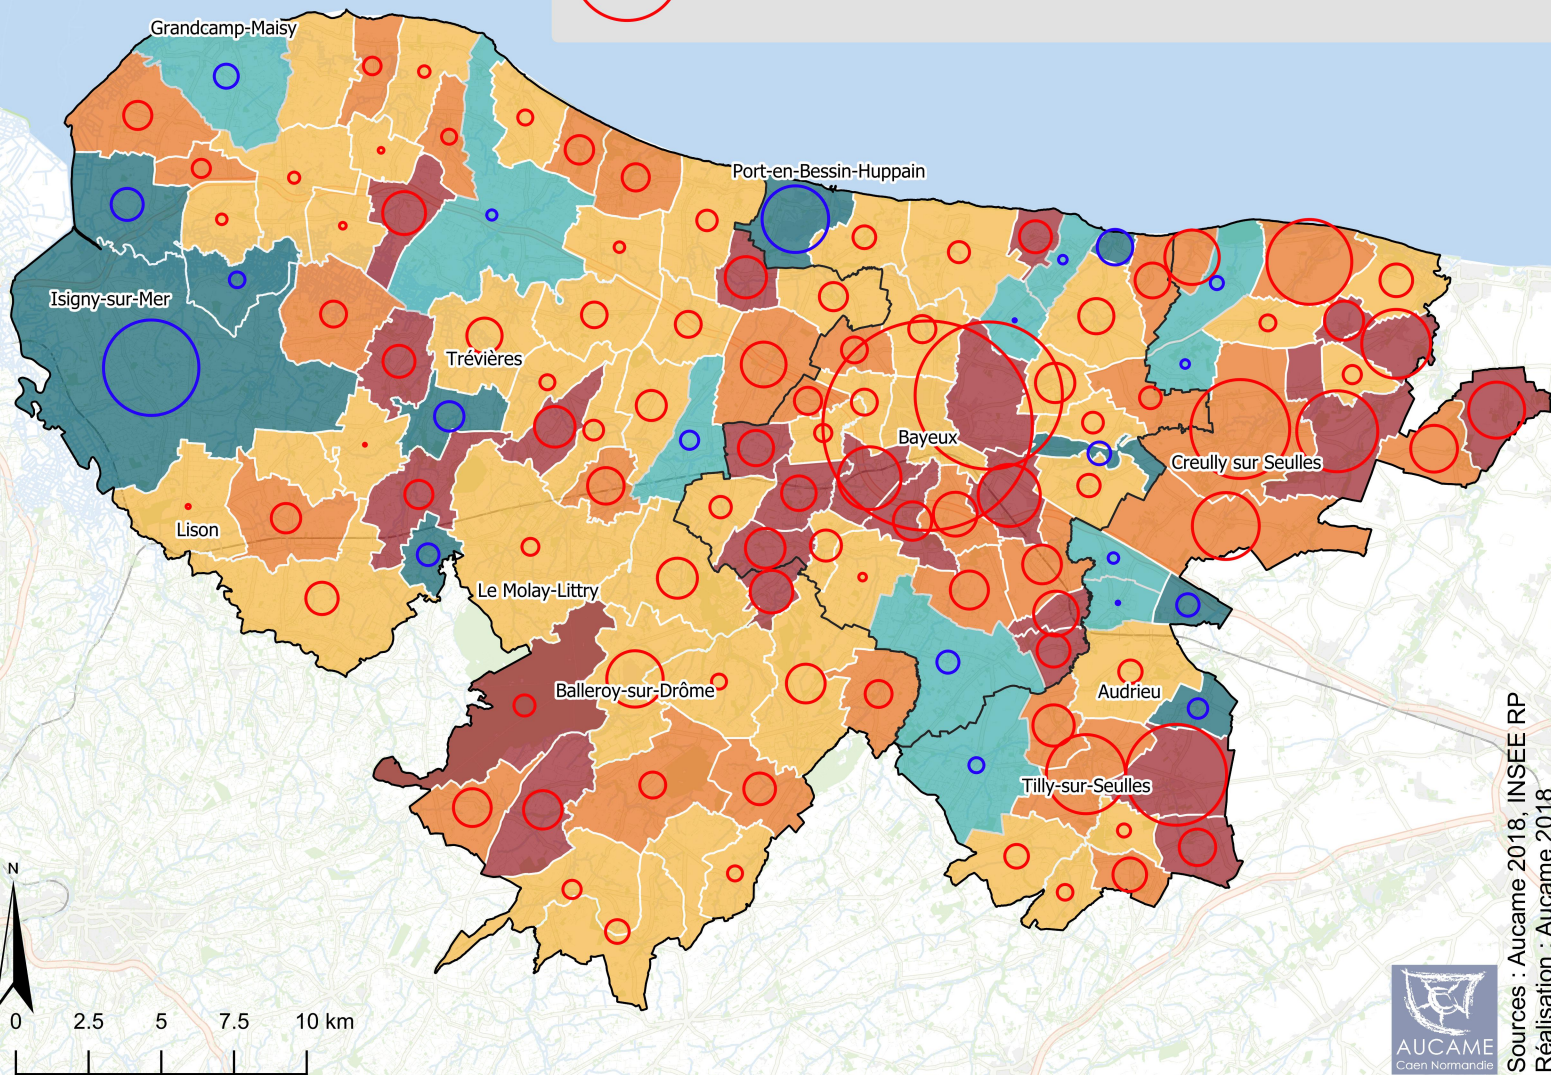 Grandcamp-Maisy
Port-en-Bessin-Huppain
Isigny-sur-Mer
Trévières
Bayeux
Creully sur Seulles
Lison
Le Molay-Littry
Balleroy-sur-Drôme
Audrieu
Tilly-sur-Seulles
N
0 2.5 5 7.5 10 km
AUCAME
Caen Normandie
Sources : Aucame 2018, INSEE RP
Réalisation : Aucame 2018